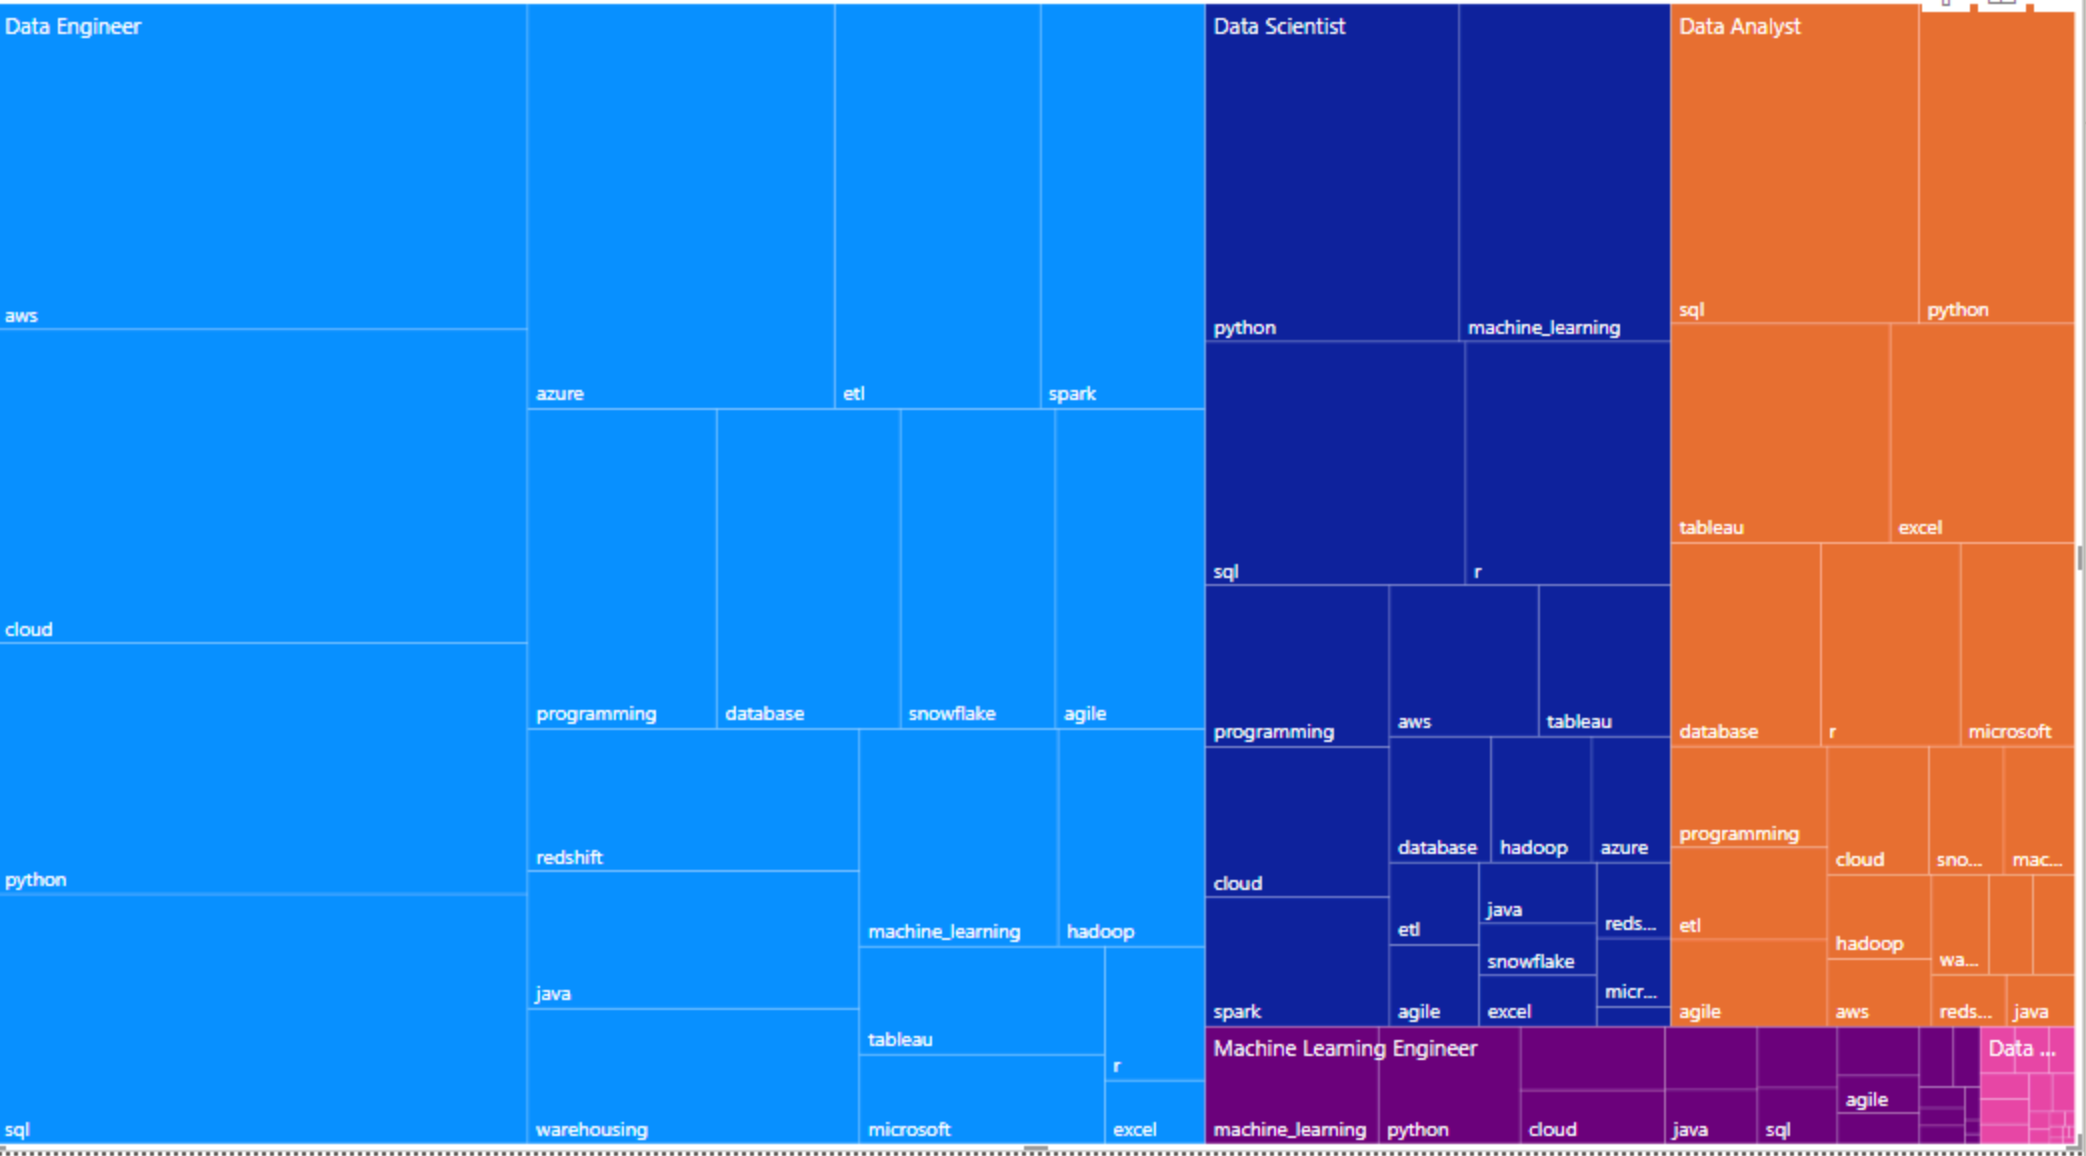 Data Engineer
aws
cloud
python
sql
azure
etl
spark
programming
database
snowflake
agile
redshift
java
warehousing
machine_learning
hadoop
tableau
microsoft
r
excel
Data Scientist
python
machine_learning
sql
r
programming
cloud
spark
aws
tableau
database
hadoop
azure
etl
agile
java
snowflake
excel
reds...
micr...
Data Analyst
sql
python
tableau
excel
database
r
microsoft
programming
etl
agile
cloud
sno...
mac...
hadoop
aws
wa...
reds...
java
Machine Learning Engineer
machine_learning
python
cloud
java
sql
agile
Data ...